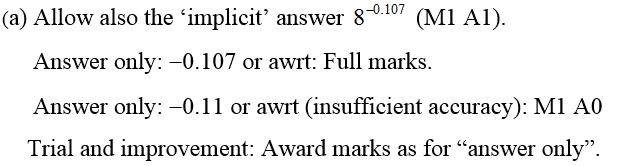 (a) Allow also the ‘implicit’ answer 8^{–0.107} (M1 A1).
Answer only: –0.107 or awrt: Full marks.
Answer only: –0.11 or awrt (insufficient accuracy): M1 A0
Trial and improvement: Award marks as for “answer only”.